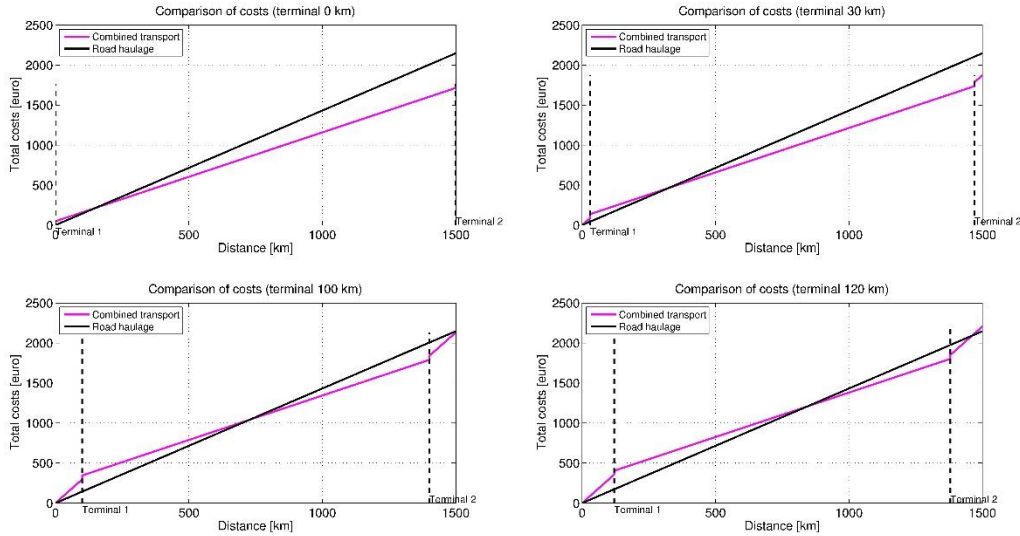 Comparison of costs (terminal 0 km)
Total costs [euro]
2500
2000
1500
1000
500
0
Combined transport
Road haulage
Terminal 1
Terminal 2
0
500
1000
1500
Distance [km]
Comparison of costs (terminal 30 km)
Total costs [euro]
2500
2000
1500
1000
500
0
Combined transport
Road haulage
Terminal 1
Terminal 2
0
500
1000
1500
Distance [km]
Comparison of costs (terminal 100 km)
Total costs [euro]
2500
2000
1500
1000
500
0
Combined transport
Road haulage
Terminal 1
Terminal 2
0
500
1000
1500
Distance [km]
Comparison of costs (terminal 120 km)
Total costs [euro]
2500
2000
1500
1000
500
0
Combined transport
Road haulage
Terminal 1
Terminal 2
0
500
1000
1500
Distance [km]